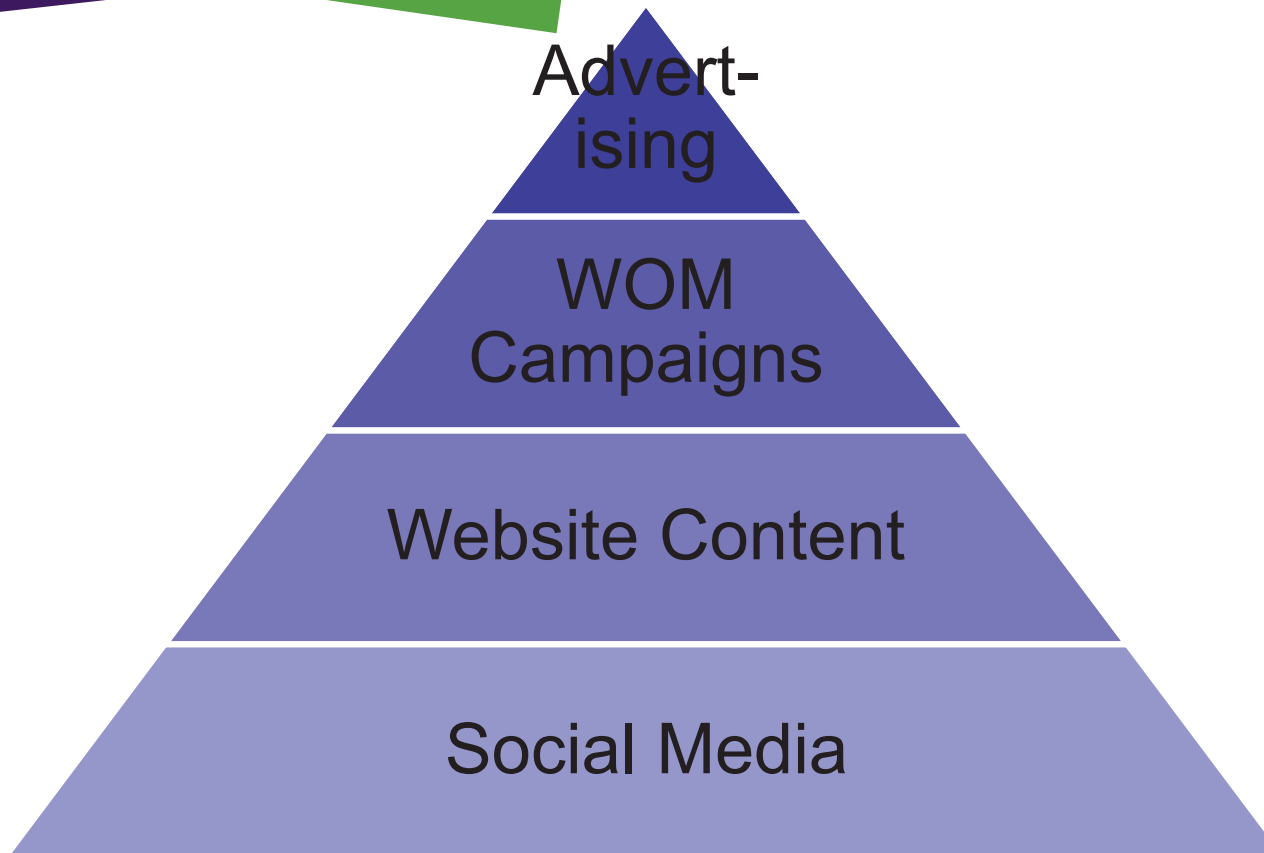 Advert-
ising
WOM
Campaigns
Website Content
Social Media